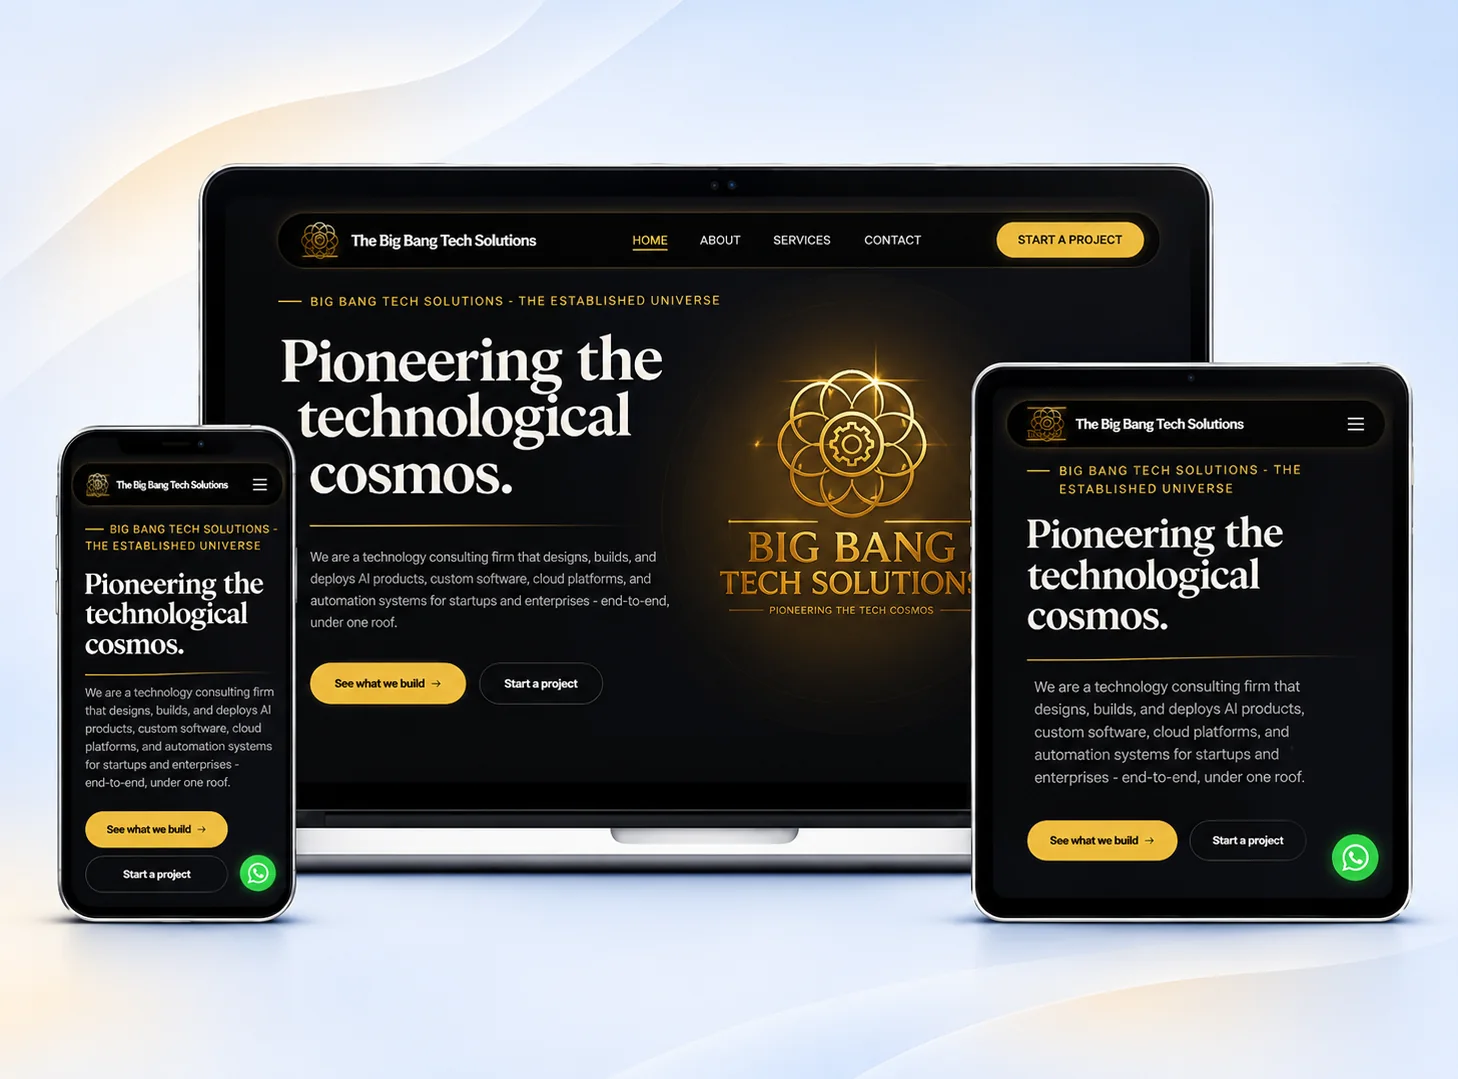 The Big Bang Tech Solutions
HOME
ABOUT
SERVICES
CONTACT
START A PROJECT
BIG BANG TECH SOLUTIONS - THE ESTABLISHED UNIVERSE
Pioneering the
technological
cosmos.
We are a technology consulting firm that designs, builds, and
deploys AI products, custom software, cloud platforms, and
automation systems for startups and enterprises - end-to-end,
under one roof.
See what we build →
Start a project
BIG BANG
TECH SOLUTIONS
PIONEERING THE TECH COSMOS
The Big Bang Tech Solutions
BIG BANG TECH SOLUTIONS -
THE ESTABLISHED UNIVERSE
Pioneering the
technological
cosmos.
We are a technology consulting firm
that designs, builds, and deploys AI
products, custom software, cloud
platforms, and automation systems
for startups and enterprises -
end-to-end, under one roof.
See what we build →
Start a project
The Big Bang Tech Solutions
BIG BANG TECH SOLUTIONS - THE
ESTABLISHED UNIVERSE
Pioneering the
technological
cosmos.
We are a technology consulting firm that
designs, builds, and deploys AI products,
custom software, cloud platforms, and
automation systems for startups and
enterprises - end-to-end, under one roof.
See what we build →
Start a project